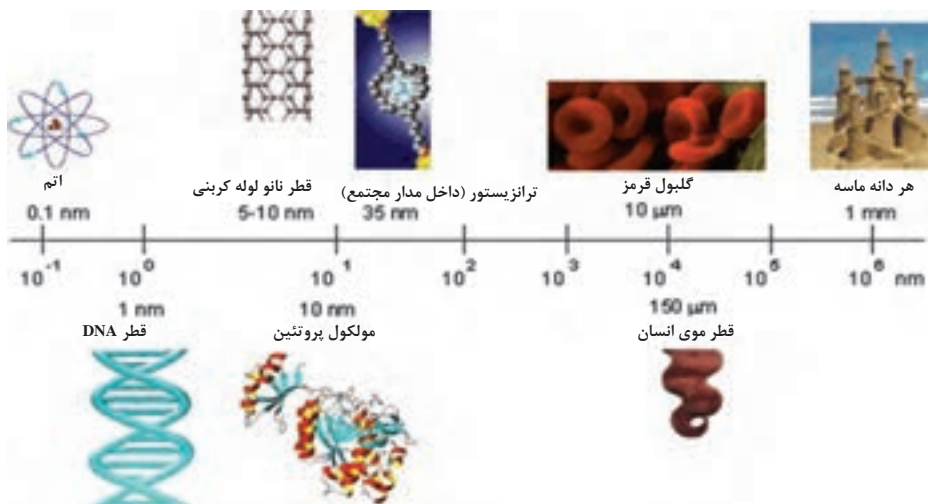 اتم
0.1 nm
قطر نانو لوله کربنی
5-10 nm
ترانزیستور (داخل مدار مجتمع)
35 nm
گلبول قرمز
10 μm
هر دانه ماسه
1 mm
10⁻¹ 10⁰ 10¹ 10² 10³ 10⁴ 10⁵ 10⁶ nm
1 nm
قطر DNA
10 nm
مولکول پروتئین
150 μm
قطر موی انسان